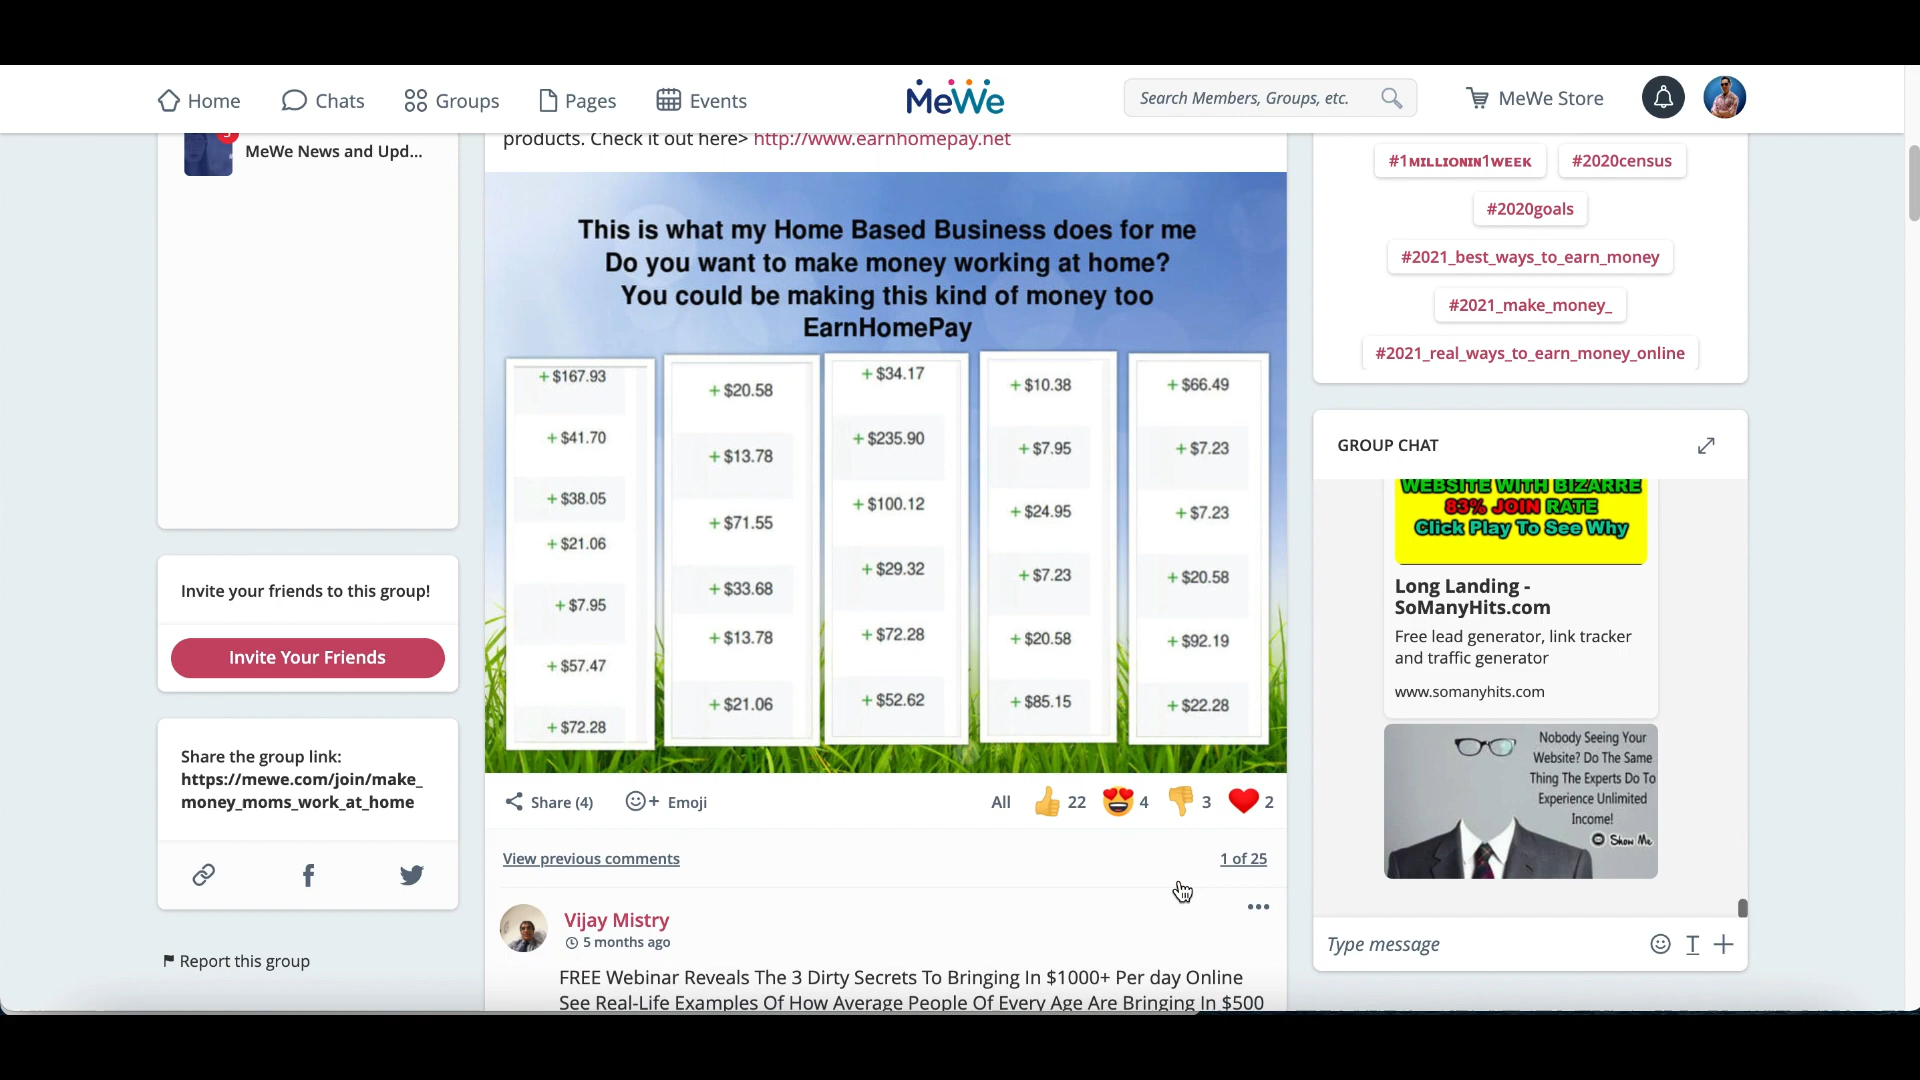 Home
Chats
Groups
Pages
Events
MeWe
Search Members, Groups, etc.
MeWe Store
MeWe News and Upd...
products. Check it out here> http://www.earnhomepay.net
This is what my Home Based Business does for me
Do you want to make money working at home?
You could be making this kind of money too
EarnHomePay
+ $167.93
+ $41.70
+ $38.05
+ $21.06
+ $7.95
+ $57.47
+ $72.28
+ $20.58
+ $13.78
+ $71.55
+ $33.68
+ $13.78
+ $21.06
+ $34.17
+ $235.90
+ $100.12
+ $29.32
+ $72.28
+ $52.62
+ $10.38
+ $7.95
+ $24.95
+ $7.23
+ $20.58
+ $85.15
+ $66.49
+ $7.23
+ $7.23
+ $20.58
+ $92.19
+ $22.28
Share (4)
Emoji
All
22
4
3
2
View previous comments
1 of 25
Vijay Mistry
5 months ago
FREE Webinar Reveals The 3 Dirty Secrets To Bringing In $1000+ Per day Online
See Real-Life Examples Of How Average People Of Every Age Are Bringing In $500
Invite your friends to this group!
Invite Your Friends
Share the group link:
https://mewe.com/join/make_
money_moms_work_at_home
Report this group
#1ᴍɪʟʟɪᴏɴɪɴ1ᴡᴇᴇᴋ
#2020census
#2020goals
#2021_best_ways_to_earn_money
#2021_make_money_
#2021_real_ways_to_earn_money_online
GROUP CHAT
WEBSITE WITH BIZARRE
83% JOIN RATE
Click Play To See Why
Long Landing -
SoManyHits.com
Free lead generator, link tracker
and traffic generator
www.somanyhits.com
Nobody Seeing Your
Website? Do The Same
Thing The Experts Do To
Experience Unlimited
Income!
Show Me
Type message